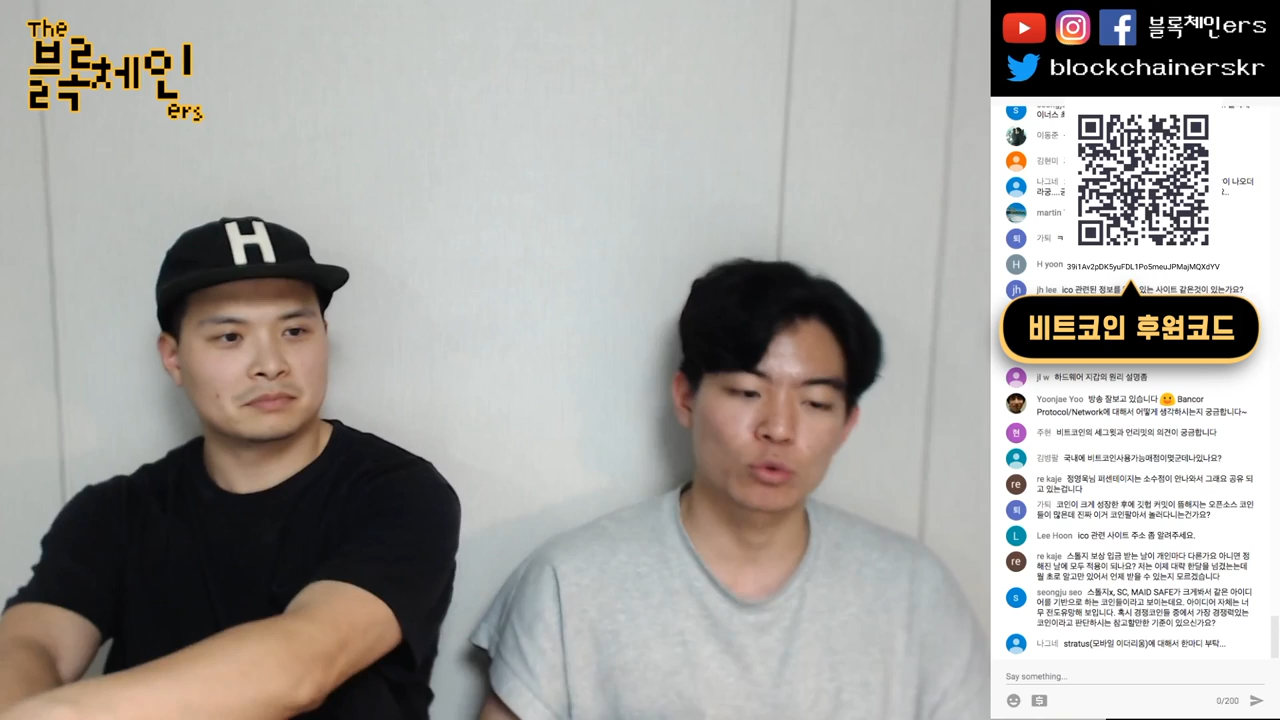 The
블록체인
ers
H
블록체인ers
blockchainerskr
이너스 최
이동준
김현미
나그네
이 나오더
라궁....궁
martin
가퇴 ㅋ
H yoon
39i1Av2pDK5yuFDL1Po5meuJPMajMQXdYV
jh lee ico 관련된 정보를 있는 사이트 같은것이 있는가요?
비트코인 후원코드
jl w 하드웨어 지갑의 원리 설명좀
Yoonjae Yoo 방송 잘보고 있습니다 Bancor
Protocol/Network에 대해서 어떻게 생각하시는지 궁금합니다~
주현 비트코인의 세그윗과 언리밋의 의견이 궁금합니다
김병팔 국내에 비트코인사용가능매점이몇군데나있나요?
re kaje 정영욱님 퍼센테이지는 소수점이 안나와서 그래요 공유 되
고 있는겁니다
가퇴 코인이 크게 성장한 후에 깃헙 커밋이 뜸해지는 오픈소스 코인
들이 많은데 진짜 이거 코인팔아서 놀러다니는건가요?
Lee Hoon ico 관련 사이트 주소 좀 알려주세요.
re kaje 스톨지 보상 입금 받는 날이 개인마다 다른가요 아니면 정
해진 날에 모두 적용이 되나요? 저는 이제 대략 한달을 넘겼는는데
월 초로 알고만 있어서 언제 받을 수 있는지 모르겠습니다
seongju seo 스톨지x, SC, MAID SAFE가 크게봐서 같은 아이디
어를 기반으로 하는 코인들이라고 보이는데요. 아이디어 자체는 너
무 전도유망해 보입니다. 혹시 경쟁코인들 중에서 가장 경쟁력있는
코인이라고 판단하시는 참고할만한 기준이 있으신가요?
나그네 stratus(모바일 이더리움)에 대해서 한마디 부탁...
Say something...
0/200